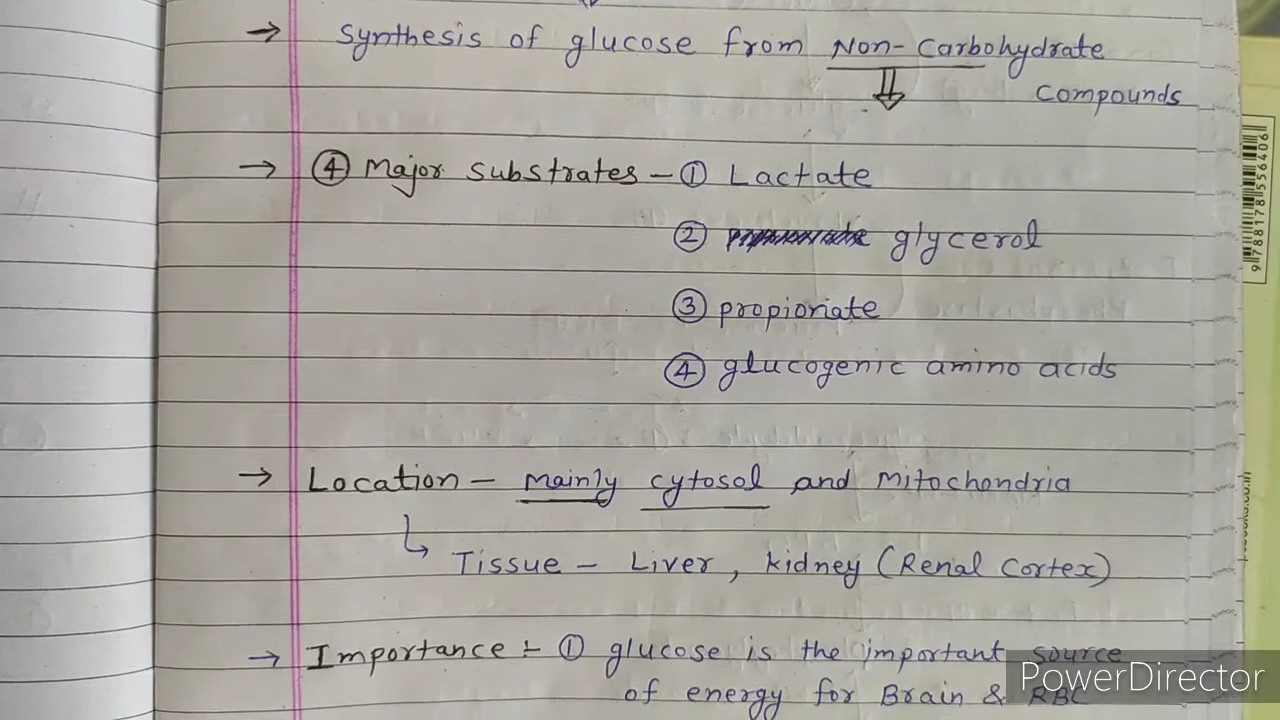 → Synthesis of glucose from Non-Carbohydrate
compounds
→ ④ Major Substrates - ① Lactate
② glycerol
③ propionate
④ glucogenic amino acids
→ Location - mainly cytosol and mitochondria
Tissue - Liver, kidney (Renal Cortex)
→ Importance :- ① glucose is the important source
of energy for Brain & RBC
PowerDirector
9788178556406